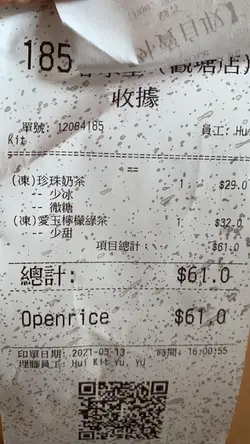 185
(觀塘店)
收據
單號: 12084185 員工: Hui
Kit
(凍)珍珠奶茶 1 $29.0
-- 少冰
-- 微糖
(凍)愛玉檸檬綠茶 1 $32.0
-- 少甜
項目總計: $61.0
總計: $61.0
Openrice $61.0
印單日期: 2021-03-13 時間: 16:00:55
員工: Hui Kit Yu, Yu